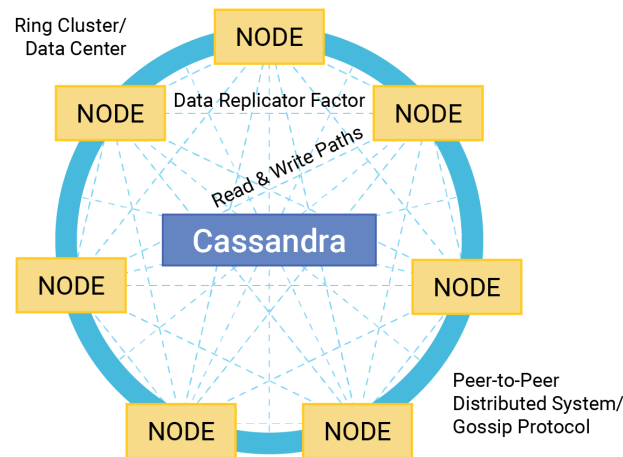 Ring Cluster/
Data Center
NODE
NODE
Data Replicator Factor
NODE
Read & Write Paths
Cassandra
NODE
NODE
Peer-to-Peer
Distributed System/
Gossip Protocol
NODE
NODE